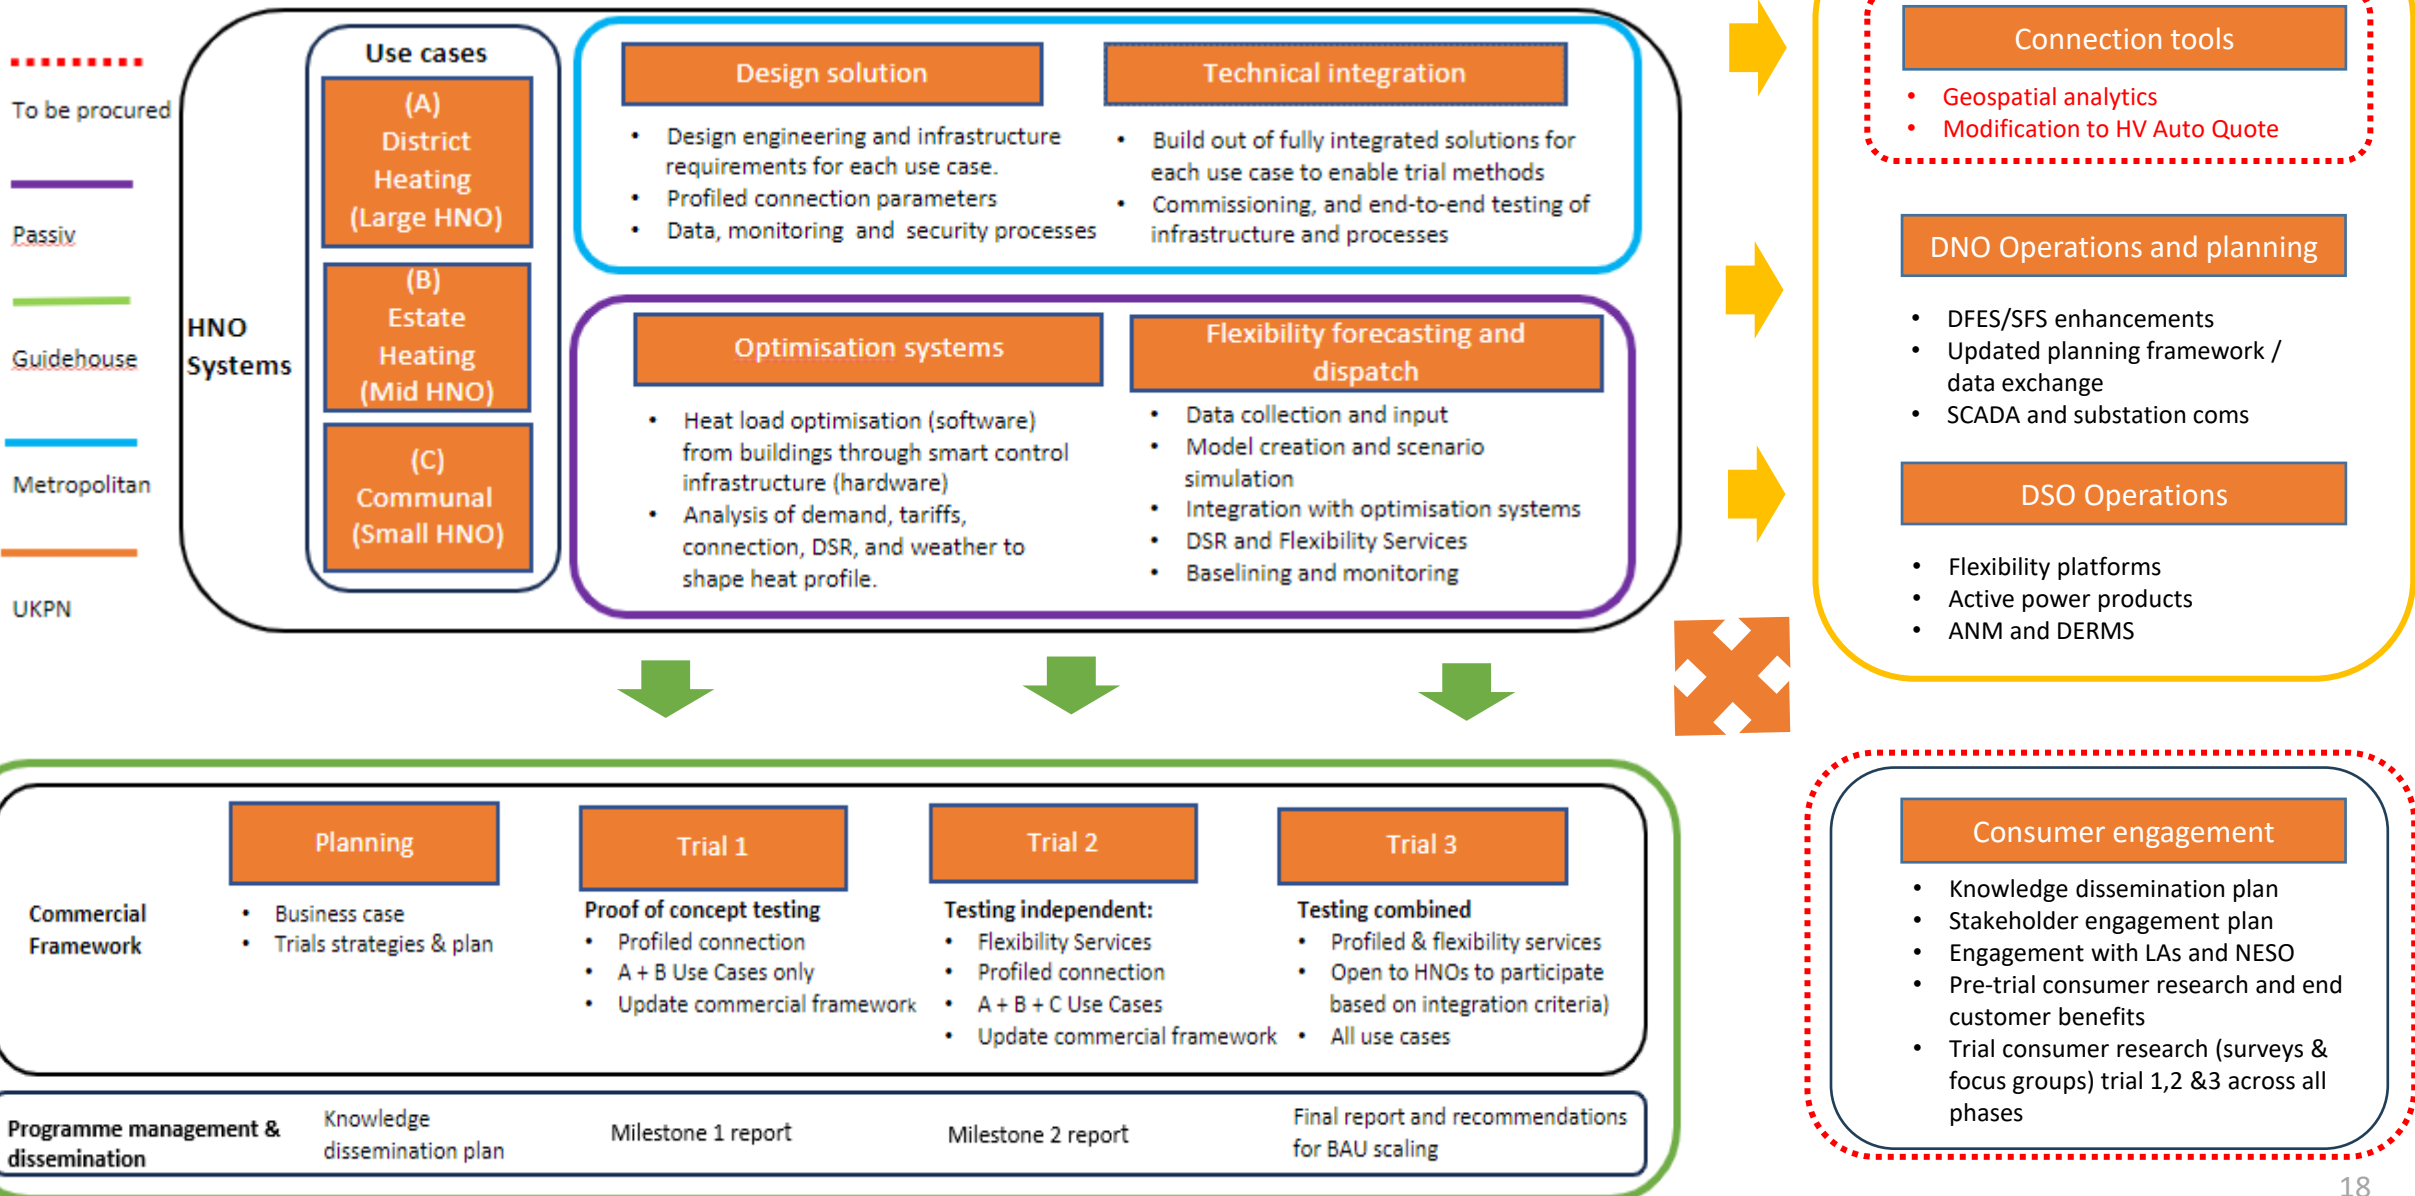 To be procured
Passiv
Guidehouse
Metropolitan
UKPN
HNO
Systems
Use cases
(A)
District
Heating
(Large HNO)
(B)
Estate
Heating
(Mid HNO)
(C)
Communal
(Small HNO)
Design solution
• Design engineering and infrastructure
requirements for each use case.
• Profiled connection parameters
• Data, monitoring and security processes
Technical integration
• Build out of fully integrated solutions for
each use case to enable trial methods
• Commissioning, and end-to-end testing of
infrastructure and processes
Optimisation systems
• Heat load optimisation (software)
from buildings through smart control
infrastructure (hardware)
• Analysis of demand, tariffs,
connection, DSR, and weather to
shape heat profile.
Flexibility forecasting and
dispatch
• Data collection and input
• Model creation and scenario
simulation
• Integration with optimisation systems
• DSR and Flexibility Services
• Baselining and monitoring
Connection tools
• Geospatial analytics
• Modification to HV Auto Quote
DNO Operations and planning
• DFES/SFS enhancements
• Updated planning framework /
data exchange
• SCADA and substation coms
DSO Operations
• Flexibility platforms
• Active power products
• ANM and DERMS
Commercial
Framework
Planning
• Business case
• Trials strategies & plan
Trial 1
Proof of concept testing
• Profiled connection
• A + B Use Cases only
• Update commercial framework
Trial 2
Testing independent:
• Flexibility Services
• Profiled connection
• A + B + C Use Cases
• Update commercial framework
Trial 3
Testing combined
• Profiled & flexibility services
• Open to HNOs to participate
based on integration criteria)
• All use cases
Programme management &
dissemination
Knowledge
dissemination plan
Milestone 1 report
Milestone 2 report
Final report and recommendations
for BAU scaling
Consumer engagement
• Knowledge dissemination plan
• Stakeholder engagement plan
• Engagement with LAs and NESO
• Pre-trial consumer research and end
customer benefits
• Trial consumer research (surveys &
focus groups) trial 1,2 &3 across all
phases
18